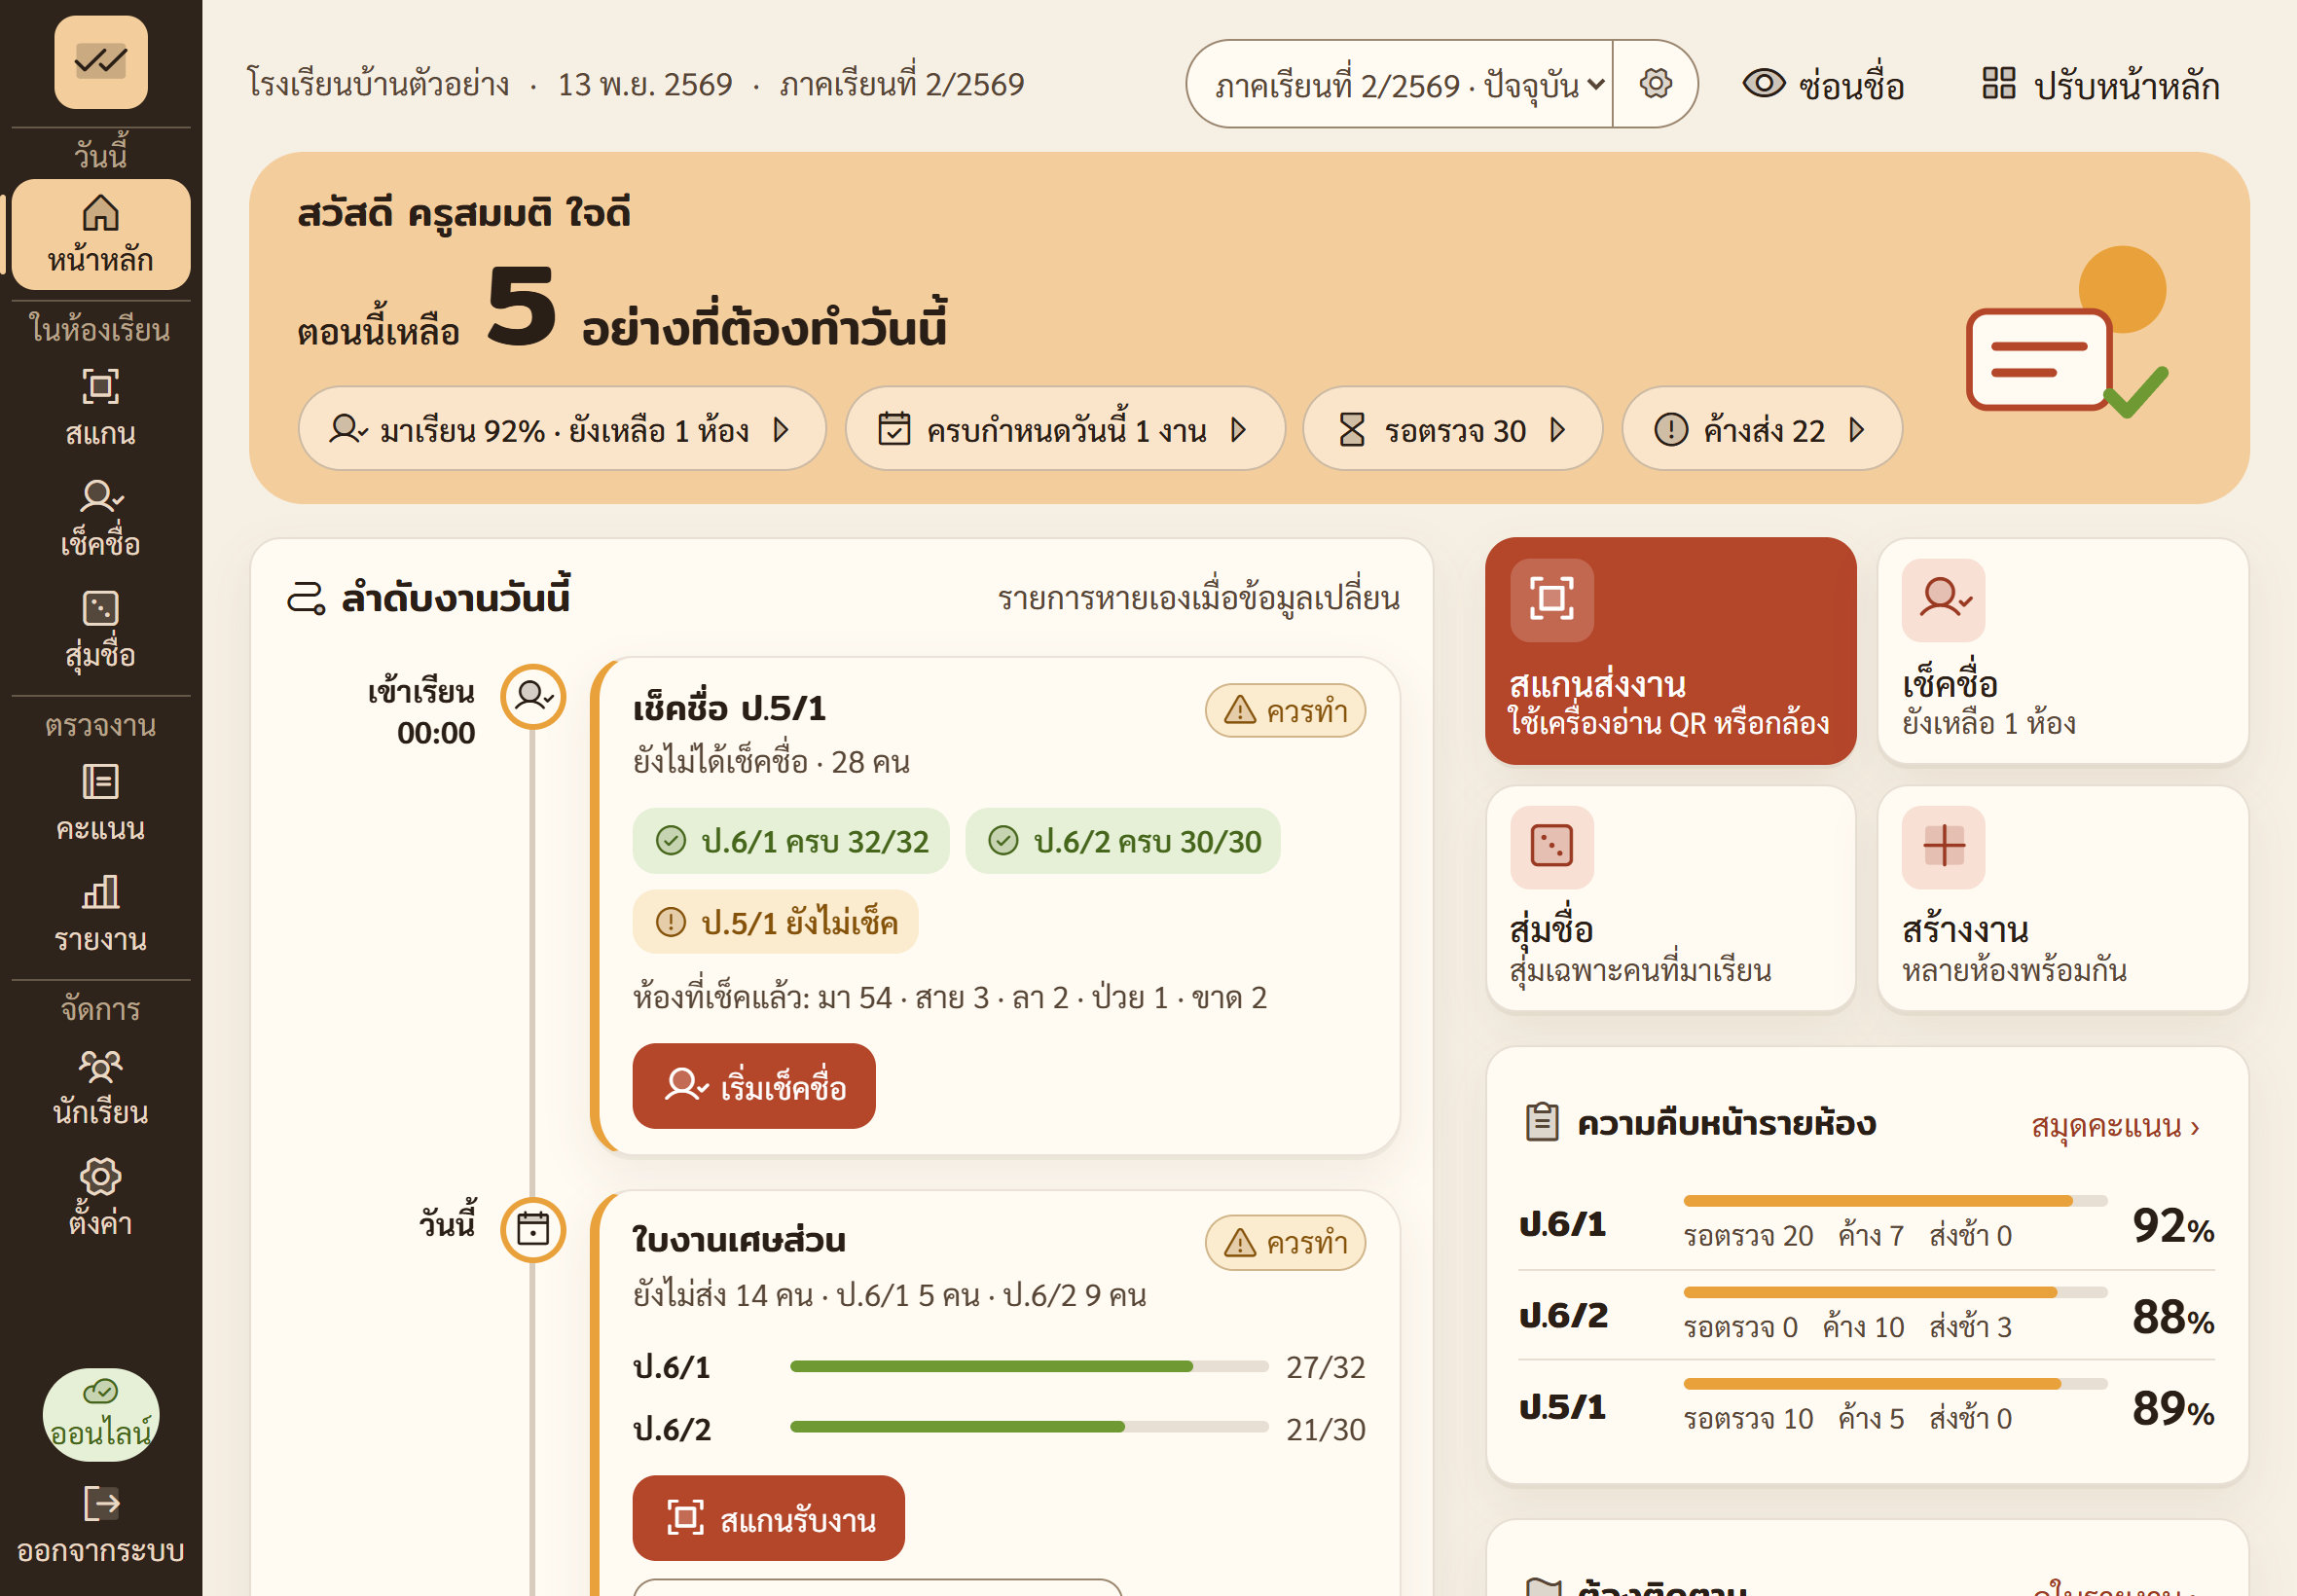 วันนี้
หน้าหลัก
ในห้องเรียน
สแกน
เช็คชื่อ
สุ่มชื่อ
ตรวจงาน
คะแนน
รายงาน
จัดการ
นักเรียน
ตั้งค่า
ออนไลน์
ออกจากระบบ
โรงเรียนบ้านตัวอย่าง · 13 พ.ย. 2569 · ภาคเรียนที่ 2/2569
ภาคเรียนที่ 2/2569 · ปัจจุบัน
ซ่อนชื่อ
ปรับหน้าหลัก
สวัสดี ครูสมมติ ใจดี
ตอนนี้เหลือ 5 อย่างที่ต้องทำวันนี้
มาเรียน 92% · ยังเหลือ 1 ห้อง
ครบกำหนดวันนี้ 1 งาน
รอตรวจ 30
ค้างส่ง 22
ลำดับงานวันนี้
รายการหายเองเมื่อข้อมูลเปลี่ยน
เข้าเรียน
00:00
เช็คชื่อ ป.5/1
ควรทำ
ยังไม่ได้เช็คชื่อ · 28 คน
ป.6/1 ครบ 32/32
ป.6/2 ครบ 30/30
ป.5/1 ยังไม่เช็ค
ห้องที่เช็คแล้ว: มา 54 · สาย 3 · ลา 2 · ป่วย 1 · ขาด 2
เริ่มเช็คชื่อ
วันนี้
ใบงานเศษส่วน
ควรทำ
ยังไม่ส่ง 14 คน · ป.6/1 5 คน · ป.6/2 9 คน
ป.6/1 27/32
ป.6/2 21/30
สแกนรับงาน
สแกนส่งงาน
ใช้เครื่องอ่าน QR หรือกล้อง
เช็คชื่อ
ยังเหลือ 1 ห้อง
สุ่มชื่อ
สุ่มเฉพาะคนที่มาเรียน
สร้างงาน
หลายห้องพร้อมกัน
ความคืบหน้ารายห้อง
สมุดคะแนน ›
ป.6/1
รอตรวจ 20 ค้าง 7 ส่งช้า 0
92%
ป.6/2
รอตรวจ 0 ค้าง 10 ส่งช้า 3
88%
ป.5/1
รอตรวจ 10 ค้าง 5 ส่งช้า 0
89%
ต้องติดตาม